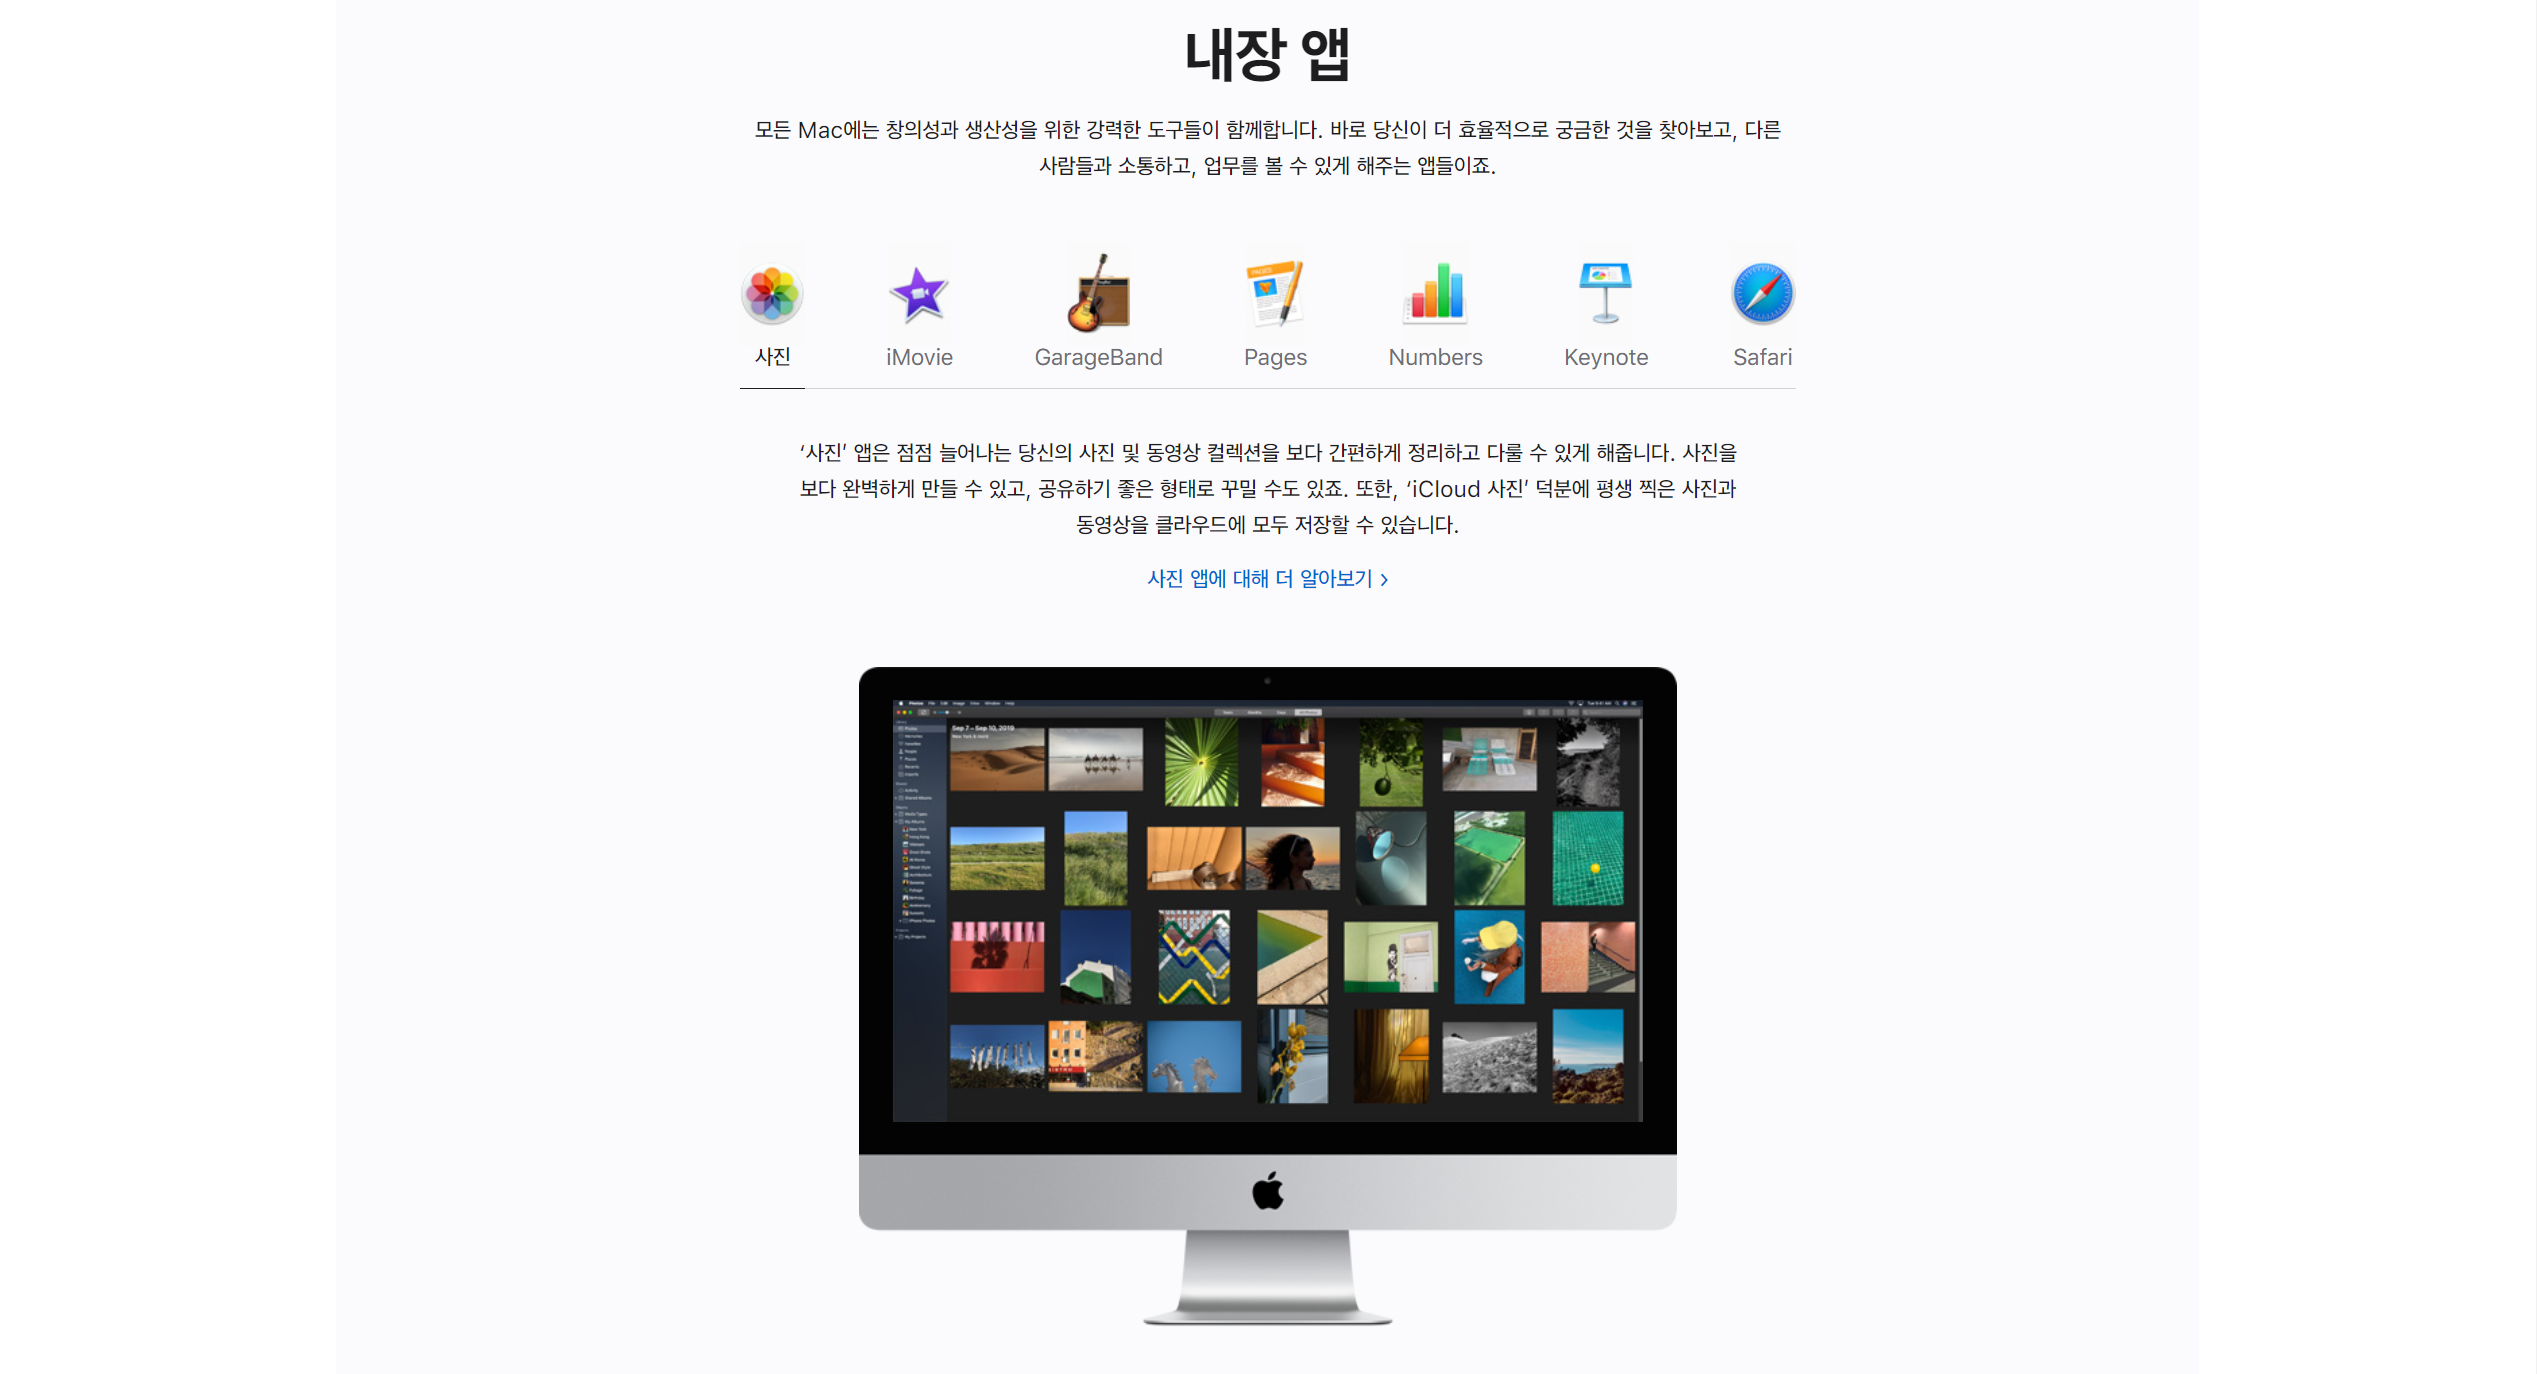 내장 앱
모든 Mac에는 창의성과 생산성을 위한 강력한 도구들이 함께합니다. 바로 당신이 더 효율적으로 궁금한 것을 찾아보고, 다른
사람들과 소통하고, 업무를 볼 수 있게 해주는 앱들이죠.
사진
iMovie
GarageBand
Pages
Numbers
Keynote
Safari
‘사진’ 앱은 점점 늘어나는 당신의 사진 및 동영상 컬렉션을 보다 간편하게 정리하고 다룰 수 있게 해줍니다. 사진을
보다 완벽하게 만들 수 있고, 공유하기 좋은 형태로 꾸밀 수도 있죠. 또한, ‘iCloud 사진’ 덕분에 평생 찍은 사진과
동영상을 클라우드에 모두 저장할 수 있습니다.
사진 앱에 대해 더 알아보기 >
Photos File Edit Image View Window Help
Sep 7 – Sep 10, 2019
New York & more